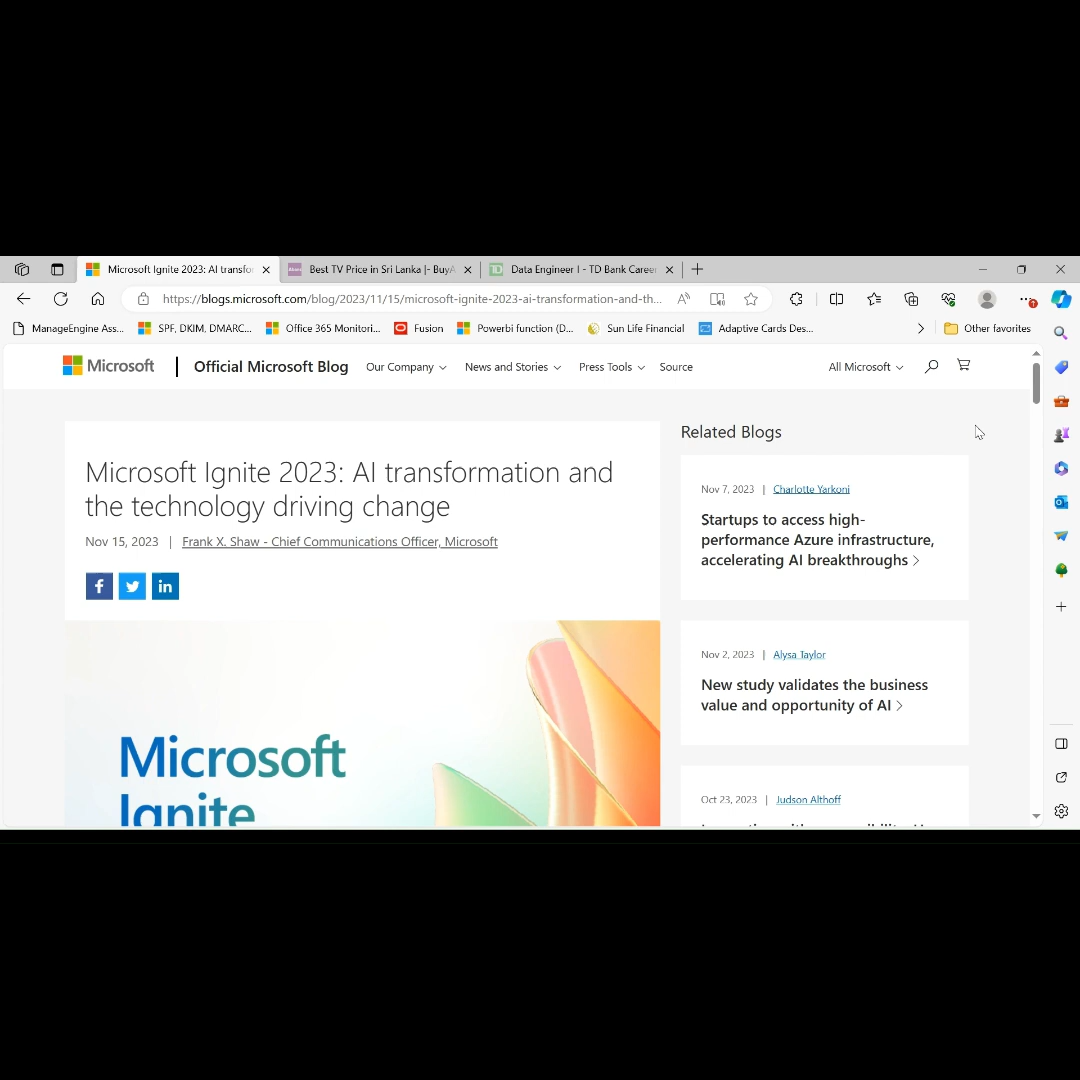 Microsoft Ignite 2023: AI transfor
Best TV Price in Sri Lanka |- BuyA
Data Engineer I - TD Bank Career
https://blogs.microsoft.com/blog/2023/11/15/microsoft-ignite-2023-ai-transformation-and-th...
ManageEngine Ass...
SPF, DKIM, DMARC...
Office 365 Monitori...
Fusion
Powerbi function (D...
Sun Life Financial
Adaptive Cards Des...
Other favorites
Microsoft
Official Microsoft Blog
Our Company
News and Stories
Press Tools
Source
All Microsoft
Microsoft Ignite 2023: AI transformation and
the technology driving change
Nov 15, 2023 | Frank X. Shaw - Chief Communications Officer, Microsoft
Microsoft
Ignite
Related Blogs
Nov 7, 2023 | Charlotte Yarkoni
Startups to access high-
performance Azure infrastructure,
accelerating AI breakthroughs >
Nov 2, 2023 | Alysa Taylor
New study validates the business
value and opportunity of AI >
Oct 23, 2023 | Judson Althoff